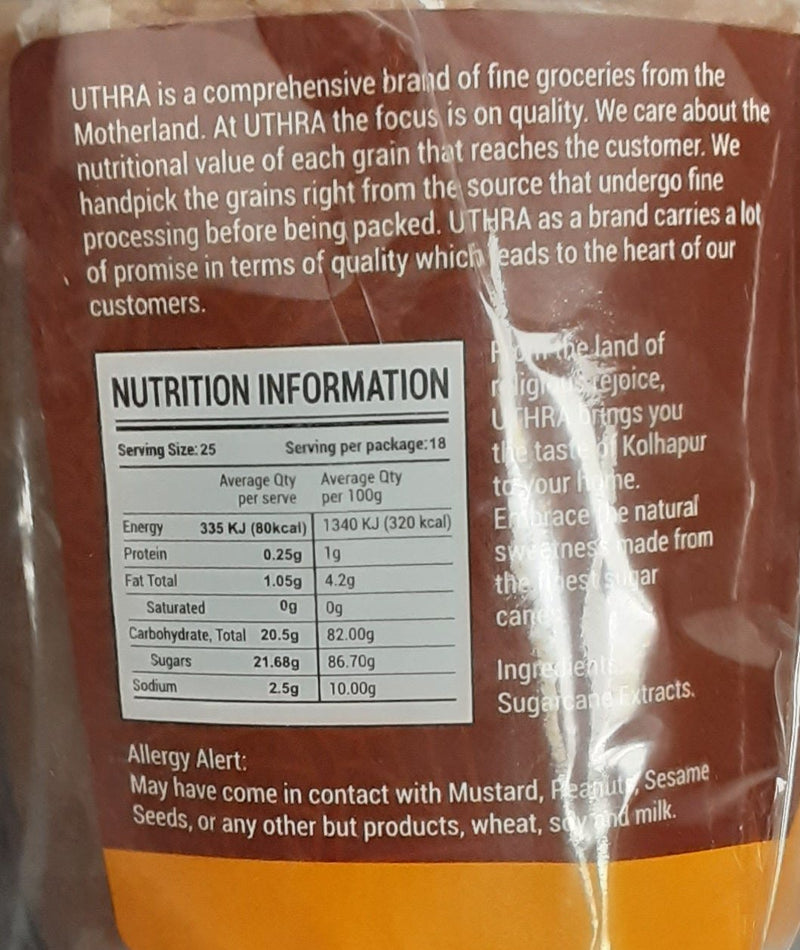 UTHRA is a comprehensive brand of fine groceries from the
Motherland. At UTHRA the focus is on quality. We care about the
nutritional value of each grain that reaches the customer. We
handpick the grains right from the source that undergo fine
processing before being packed. UTHRA as a brand carries a lot
of promise in terms of quality which leads to the heart of our
customers.
NUTRITION INFORMATION
Serving Size: 25 Serving per package: 18
Average Qty per serve Average Qty per 100g
Energy 335 KJ (80kcal) 1340 KJ (320 kcal)
Protein 0.25g 1g
Fat Total 1.05g 4.2g
Saturated 0g 0g
Carbohydrate, Total 20.5g 82.00g
Sugars 21.68g 86.70g
Sodium 2.5g 10.00g
From the land of
religious rejoice,
UTHRA brings you
the taste of Kolhapur
to your home.
Embrace the natural
sweetness made from
the finest sugar
cane
Ingredients
Sugarcane Extracts.
Allergy Alert:
May have come in contact with Mustard, Peanuts, Sesame
Seeds, or any other but products, wheat, soy and milk.